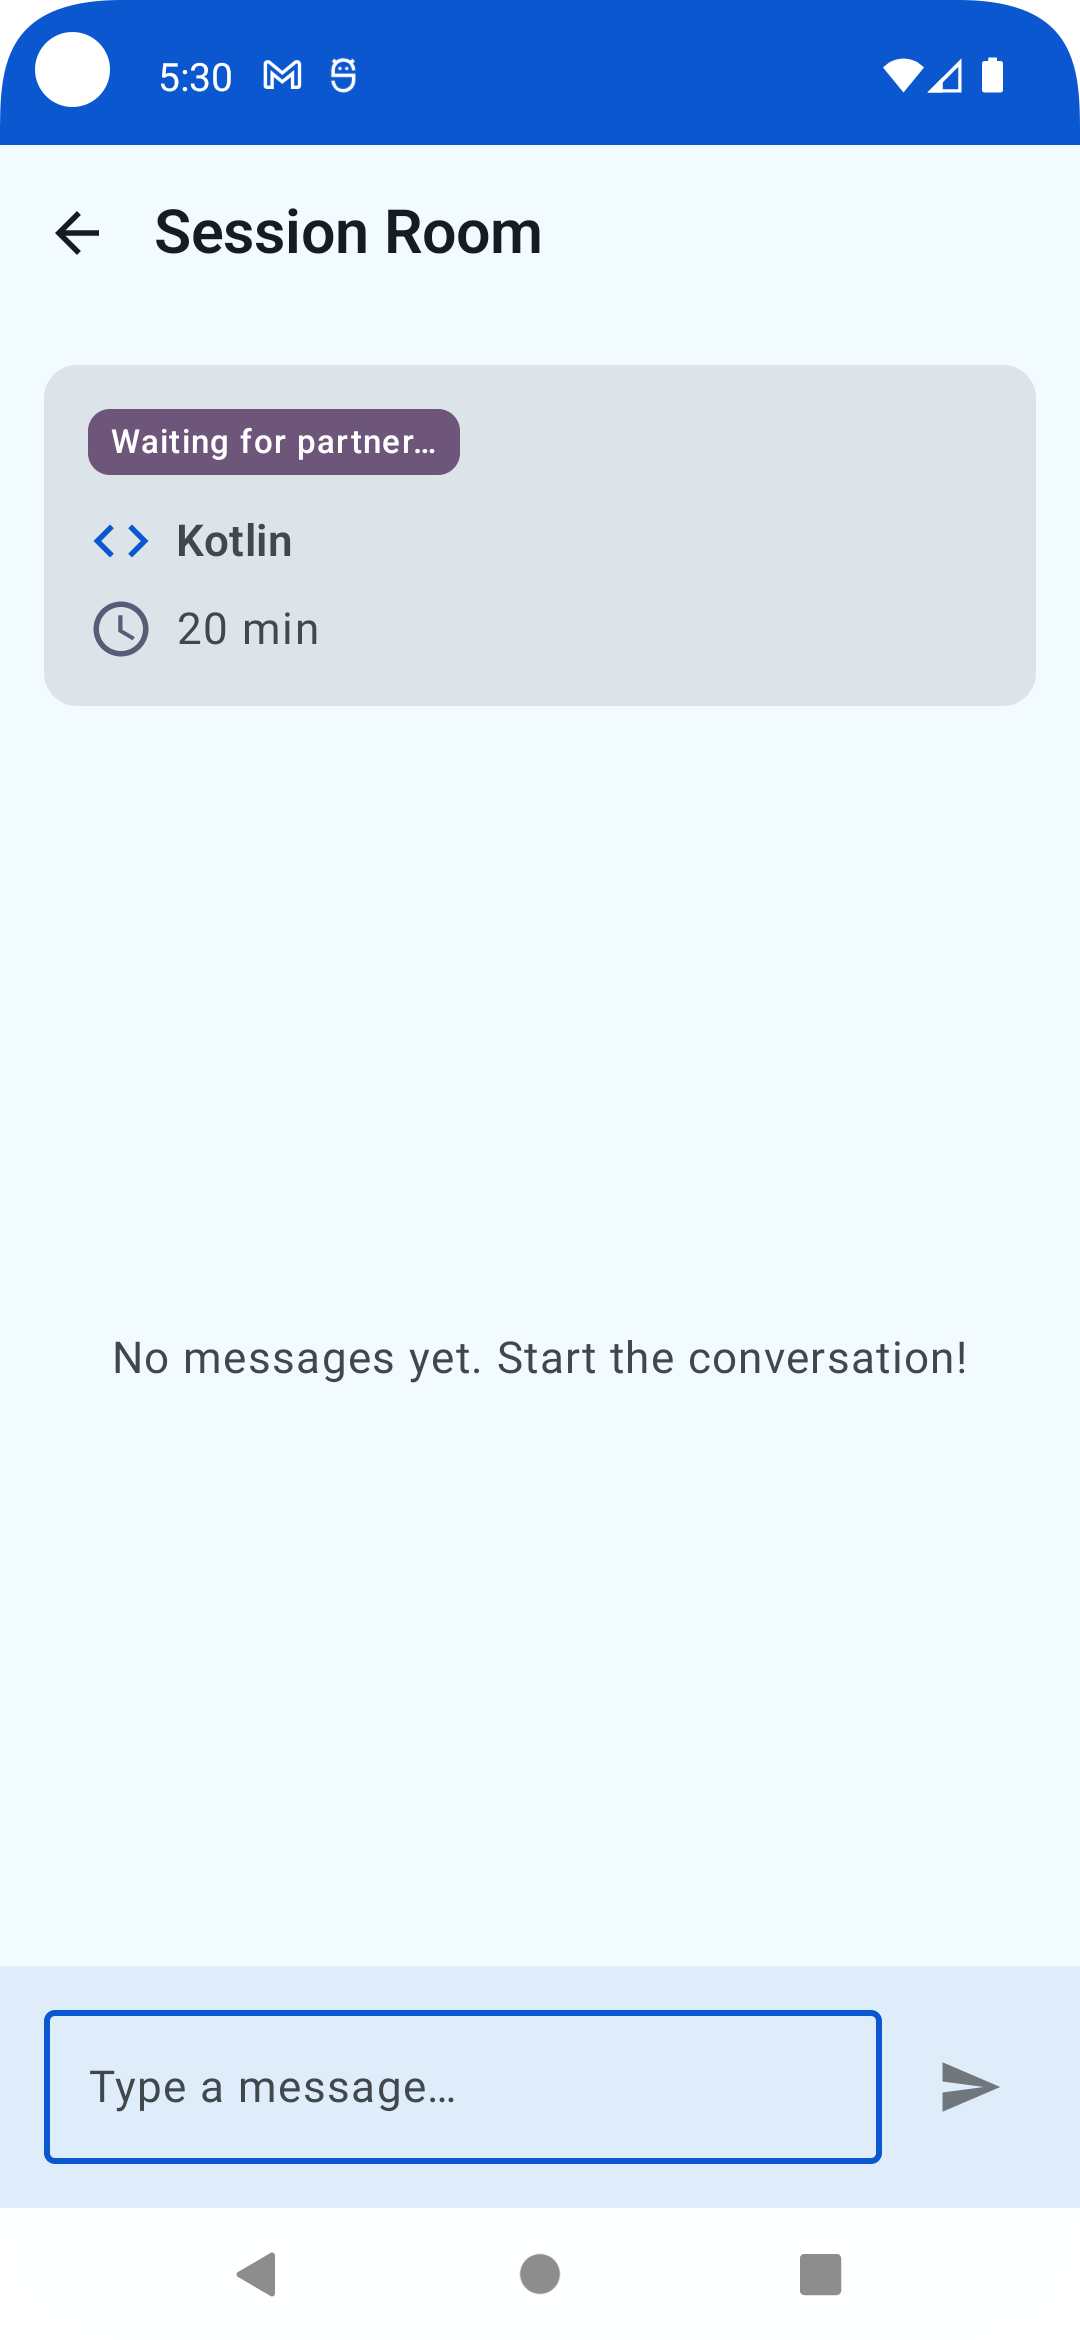 5:30
Session Room
Waiting for partner…
Kotlin
20 min
No messages yet. Start the conversation!
Type a message…